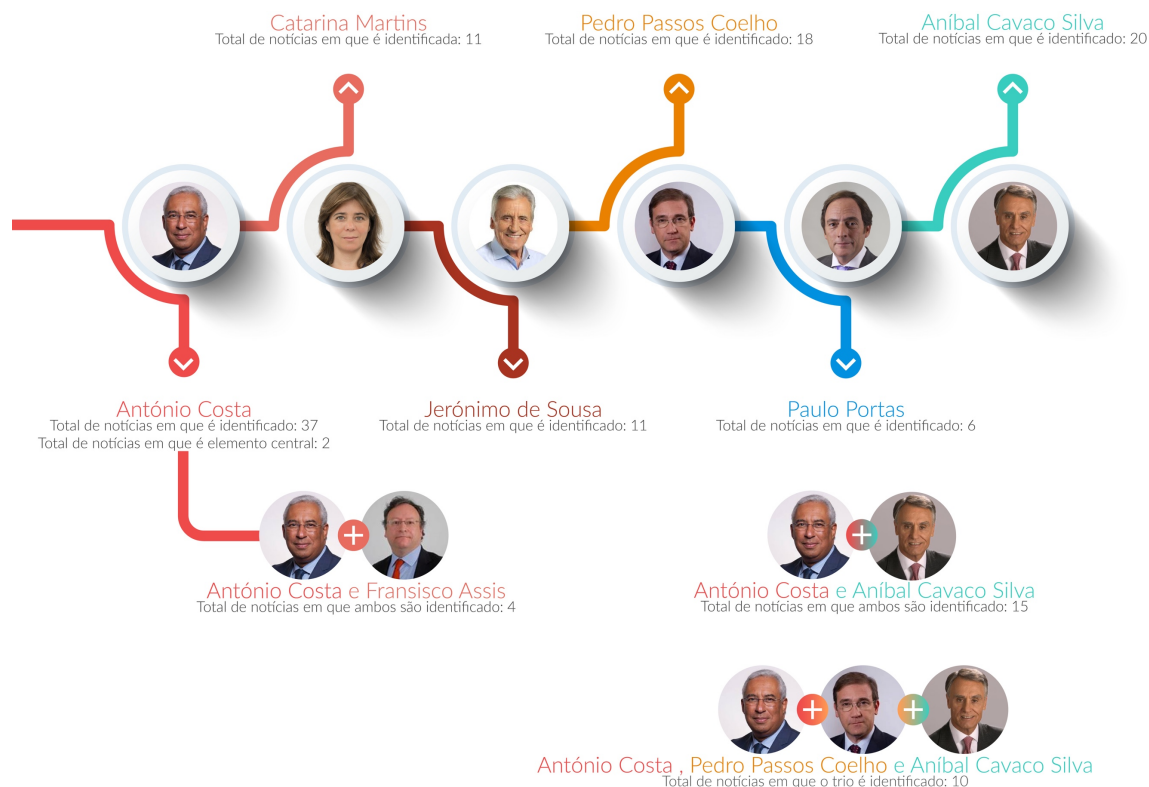 Catarina Martins
Total de notícias em que é identificada: 11
Pedro Passos Coelho
Total de notícias em que é identificado: 18
Aníbal Cavaco Silva
Total de notícias em que é identificado: 20
António Costa
Total de notícias em que é identificado: 37
Total de notícias em que é elemento central: 2
Jerónimo de Sousa
Total de notícias em que é identificado: 11
Paulo Portas
Total de notícias em que é identificado: 6
António Costa e Fransisco Assis
Total de notícias em que ambos são identificado: 4
António Costa e Aníbal Cavaco Silva
Total de notícias em que ambos são identificado: 15
António Costa , Pedro Passos Coelho e Aníbal Cavaco Silva
Total de notícias em que o trio é identificado: 10